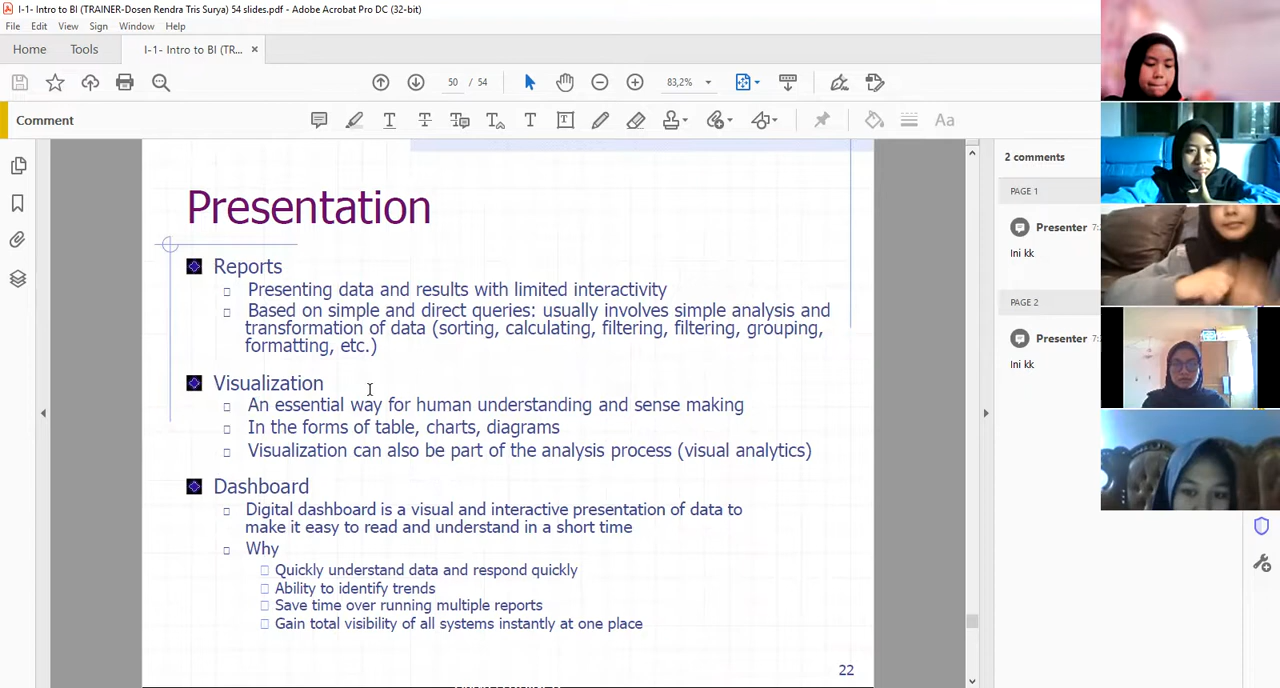 I-1- Intro to BI (TRAINER-Dosen Rendra Tris Surya) 54 slides.pdf - Adobe Acrobat Pro DC (32-bit)
File Edit View Sign Window Help
Home Tools I-1- Intro to BI (TR... ×
50 / 54 83,2%
Comment
Aa
Presentation
Reports
Presenting data and results with limited interactivity
Based on simple and direct queries: usually involves simple analysis and
transformation of data (sorting, calculating, filtering, filtering, grouping,
formatting, etc.)
Visualization
An essential way for human understanding and sense making
In the forms of table, charts, diagrams
Visualization can also be part of the analysis process (visual analytics)
Dashboard
Digital dashboard is a visual and interactive presentation of data to
make it easy to read and understand in a short time
Why
Quickly understand data and respond quickly
Ability to identify trends
Save time over running multiple reports
Gain total visibility of all systems instantly at one place
22
2 comments
PAGE 1
Presenter
Ini kk
PAGE 2
Presenter
Ini kk